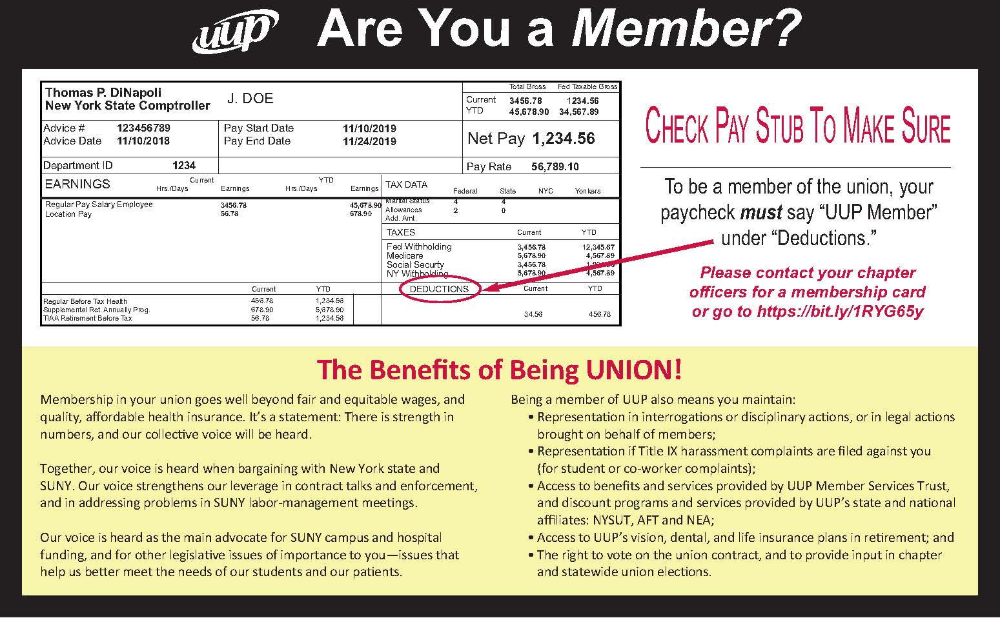 uup Are You a Member?
Thomas P. DiNapoli
New York State Comptroller
J. DOE
Total Gross Fed Taxable Gross
Current 3456.78 1234.56
YTD 45,678.90 34,567.89
Advice # 123456789
Advice Date 11/10/2018
Pay Start Date 11/10/2019
Pay End Date 11/24/2019
Net Pay 1,234.56
Department ID 1234
Pay Rate 56,789.10
EARNINGS
Current
Hrs./Days Earnings
YTD
Hrs./Days Earnings
Regular Pay Salary Employee 3456.78 45,678.90
Location Pay 56.78 678.90
TAX DATA
Federal State NYC Yonkers
Marital Status 4 4
Allowances 2 0
Add. Amt.
TAXES Current YTD
Fed Withholding 3,456.78 12,345.67
Medicare 5,678.90 4,567.89
Social Securty 3,456.78 1,234.56
NY Withholding 5,678.90 4,567.89
Current YTD
Regular Before Tax Health 456.78 1,234.56
Supplemental Ret. Annually Prog. 678.90 5,678.90
TIAA Retirement Before Tax 56.78 1,234.56
DEDUCTIONS Current YTD
34.56 456.78
CHECK PAY STUB TO MAKE SURE
To be a member of the union, your
paycheck must say “UUP Member”
under “Deductions.”
Please contact your chapter
officers for a membership card
or go to https://bit.ly/1RYG65y
The Benefits of Being UNION!
Membership in your union goes well beyond fair and equitable wages, and
quality, affordable health insurance. It’s a statement: There is strength in
numbers, and our collective voice will be heard.
Together, our voice is heard when bargaining with New York state and
SUNY. Our voice strengthens our leverage in contract talks and enforcement,
and in addressing problems in SUNY labor-management meetings.
Our voice is heard as the main advocate for SUNY campus and hospital
funding, and for other legislative issues of importance to you—issues that
help us better meet the needs of our students and our patients.
Being a member of UUP also means you maintain:
• Representation in interrogations or disciplinary actions, or in legal actions
brought on behalf of members;
• Representation if Title IX harassment complaints are filed against you
(for student or co-worker complaints);
• Access to benefits and services provided by UUP Member Services Trust,
and discount programs and services provided by UUP’s state and national
affiliates: NYSUT, AFT and NEA;
• Access to UUP’s vision, dental, and life insurance plans in retirement; and
• The right to vote on the union contract, and to provide input in chapter
and statewide union elections.